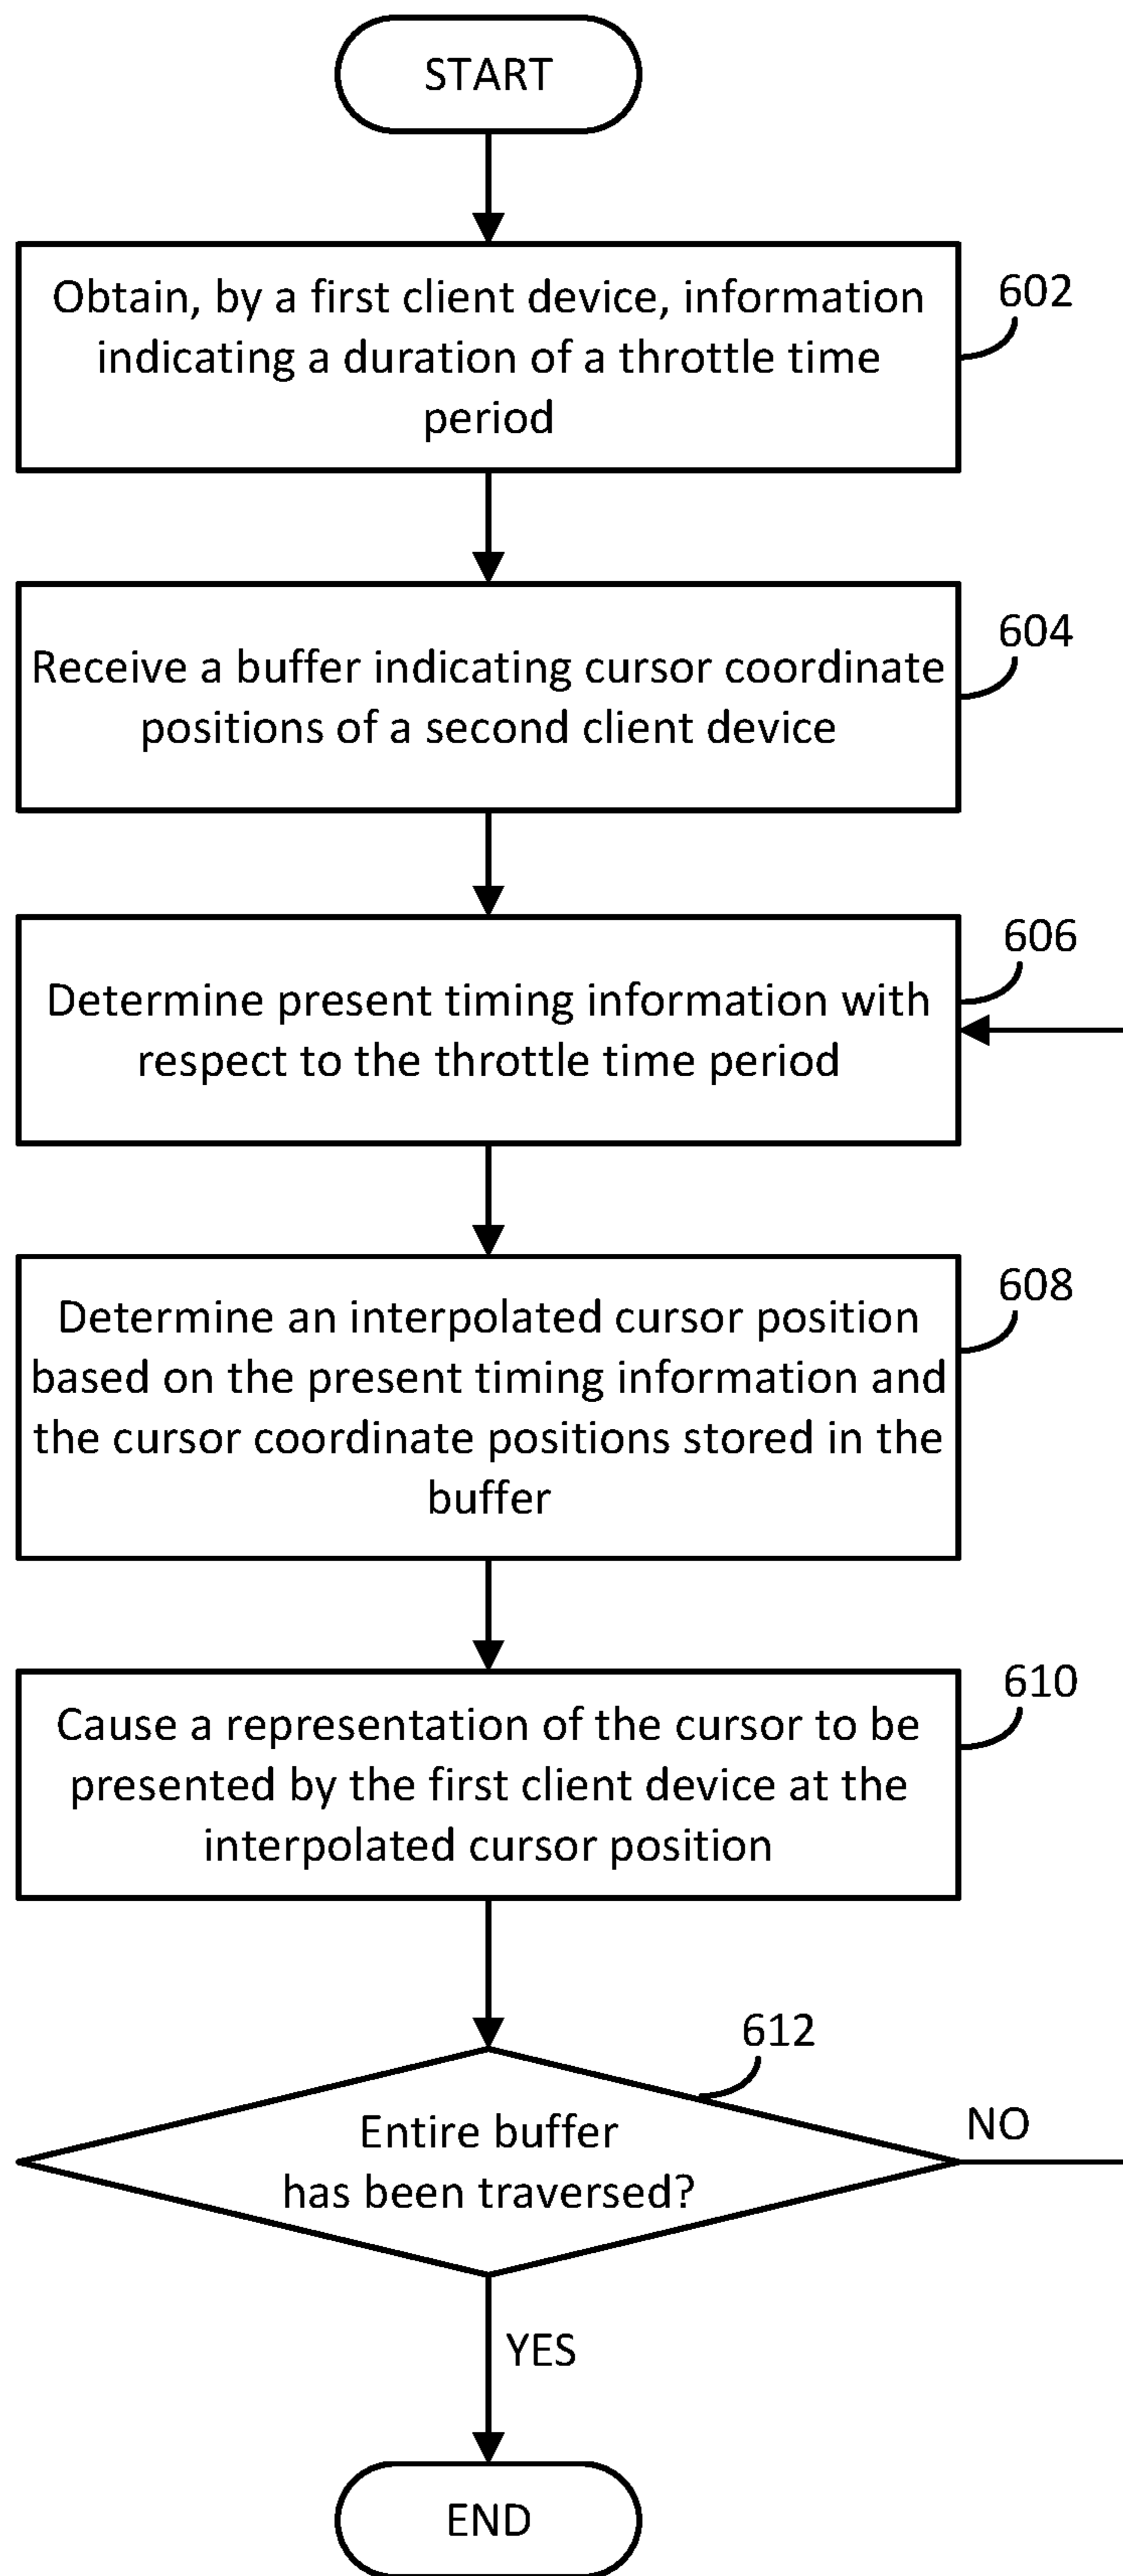 START
Obtain, by a first client device, information
indicating a duration of a throttle time
period
602
Receive a buffer indicating cursor coordinate
positions of a second client device
604
Determine present timing information with
respect to the throttle time period
606
Determine an interpolated cursor position
based on the present timing information and
the cursor coordinate positions stored in the
buffer
608
Cause a representation of the cursor to be
presented by the first client device at the
interpolated cursor position
610
612
Entire buffer
has been traversed?
NO
YES
END